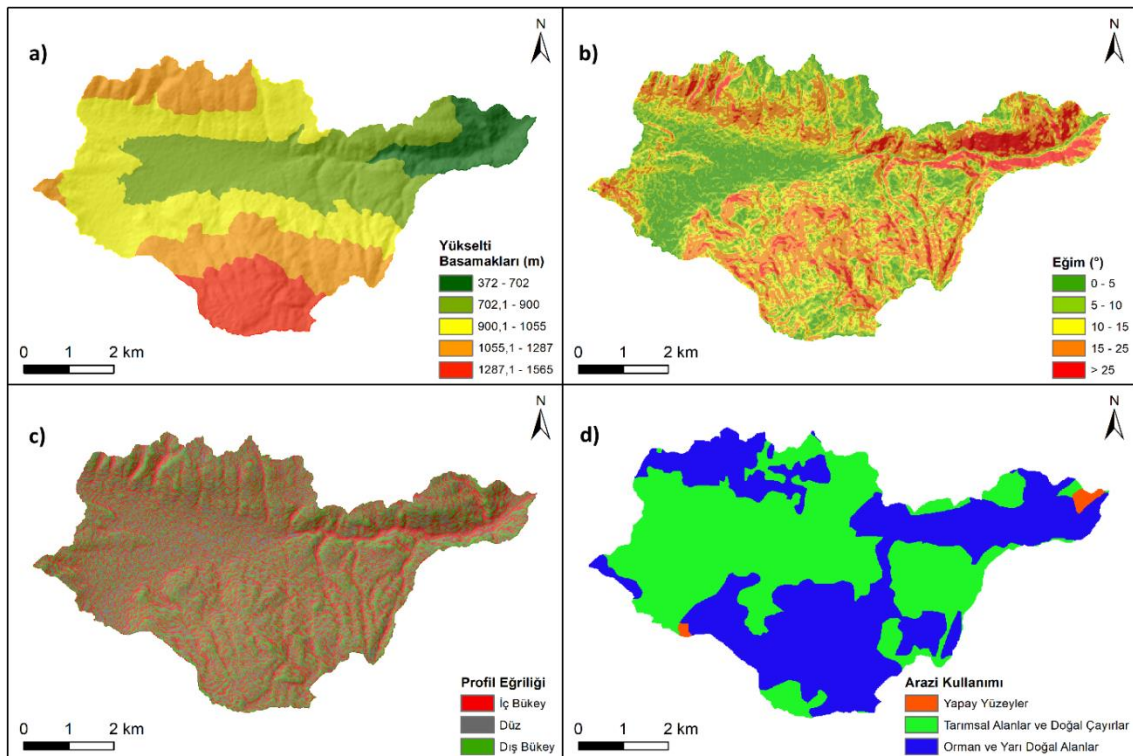 a)
N
Yükselti
Basamakları (m)
372 - 702
702,1 - 900
900,1 - 1055
1055,1 - 1287
1287,1 - 1565
0 1 2 km
b)
N
Eğim (°)
0 - 5
5 - 10
10 - 15
15 - 25
> 25
0 1 2 km
c)
N
Profil Eğriliği
İç Bükey
Düz
Dış Bükey
0 1 2 km
d)
N
Arazi Kullanımı
Yapay Yüzeyler
Tarımsal Alanlar ve Doğal Çayırlar
Orman ve Yarı Doğal Alanlar
0 1 2 km